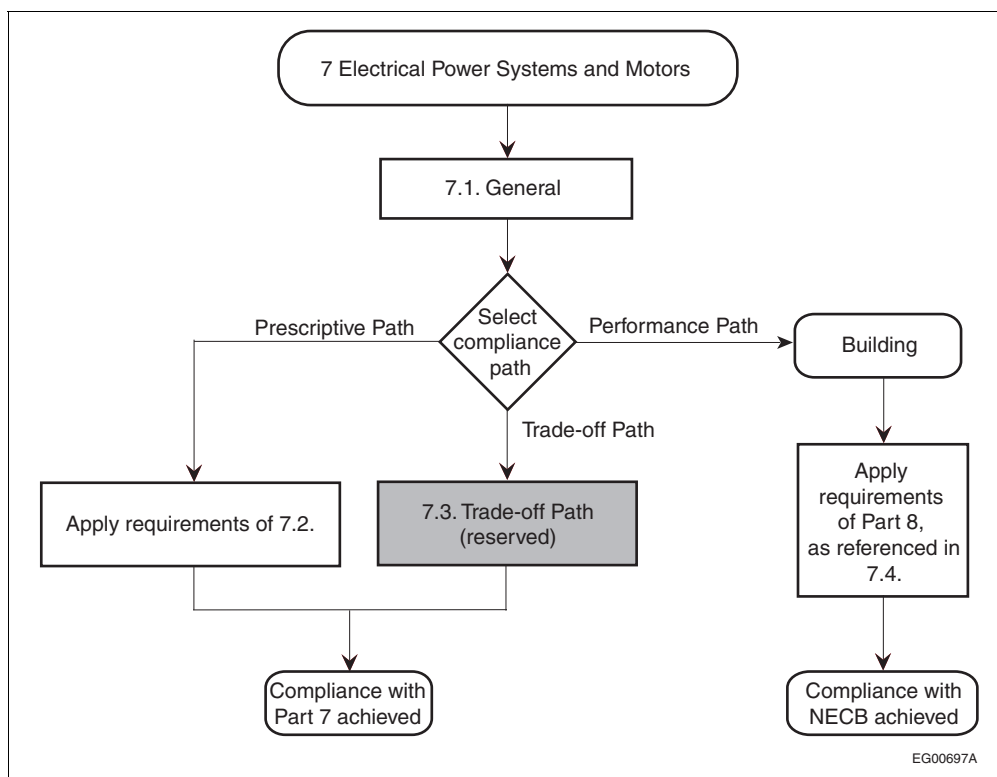 7 Electrical Power Systems and Motors
7.1. General
Prescriptive Path
Select
compliance
path
Performance Path
Building
Trade-off Path
Apply requirements of 7.2.
7.3. Trade-off Path
(reserved)
Apply
requirements
of Part 8,
as referenced in
7.4.
Compliance with
Part 7 achieved
Compliance with
NECB achieved
EG00697A